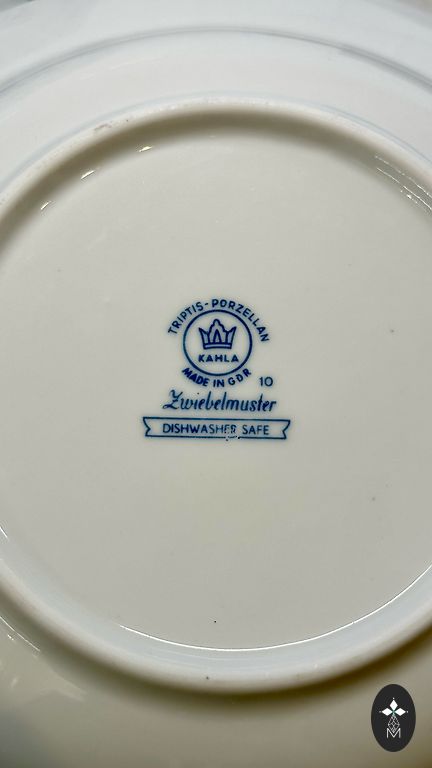 TRIPTIS-PORZELLAN
KAHLA
MADE IN GDR
10
Zwiebelmuster
DISHWASHER SAFE
M